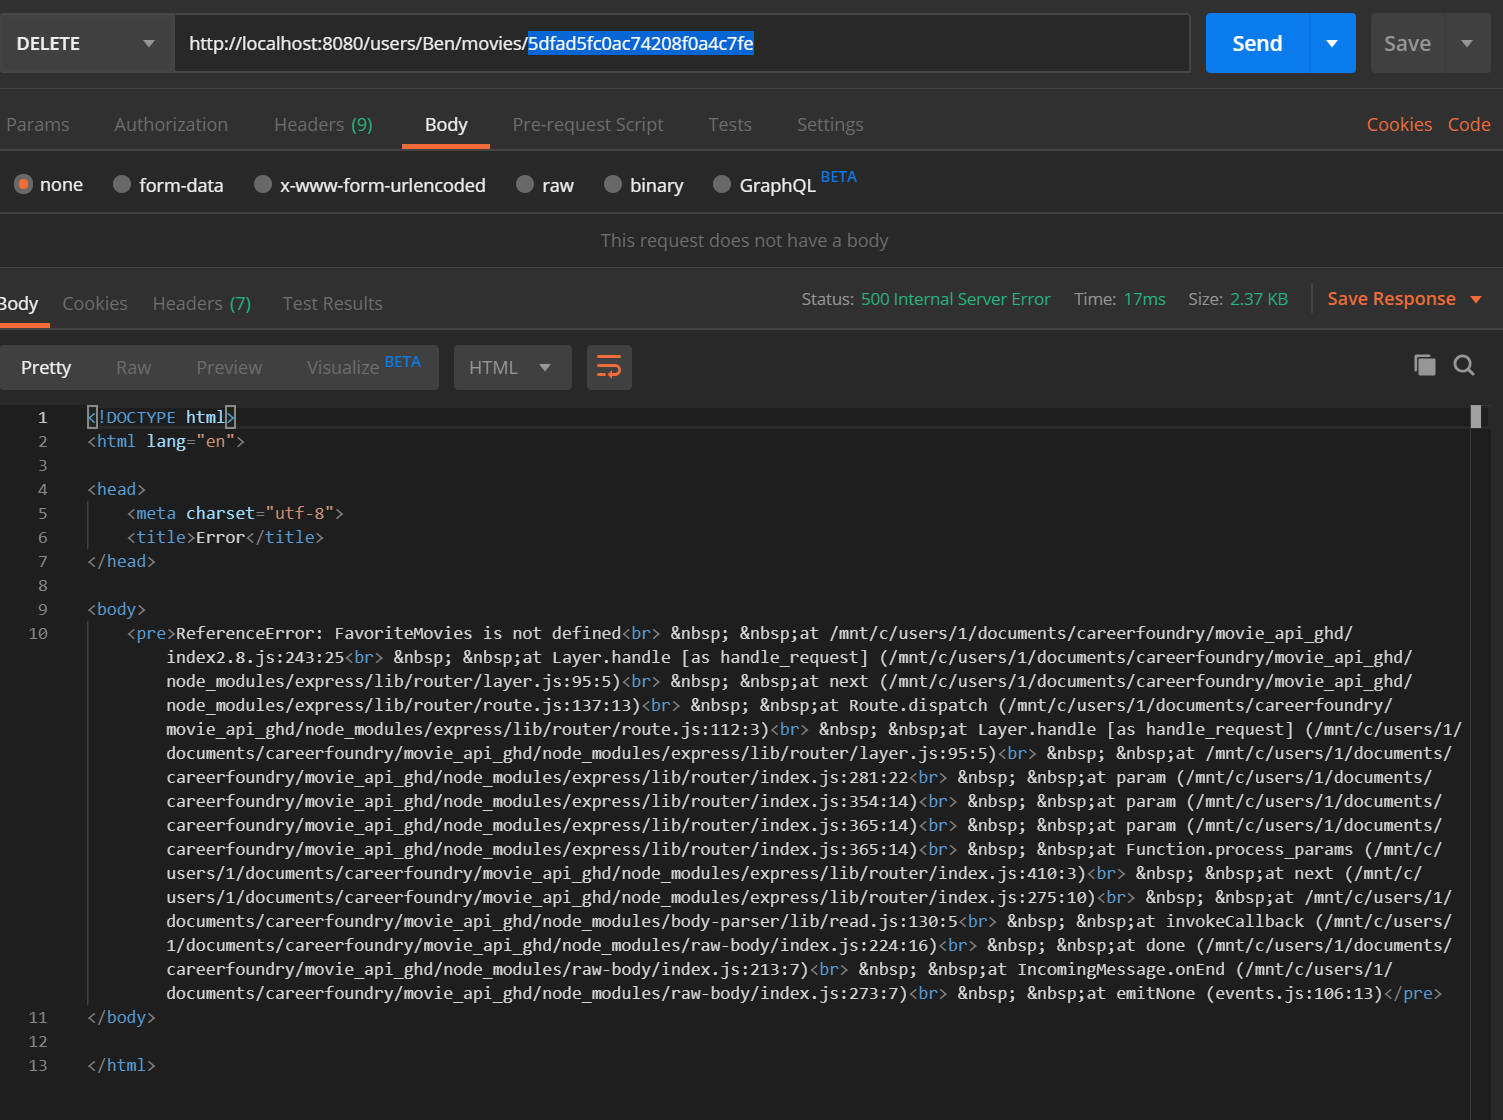 DELETE http://localhost:8080/users/Ben/movies/5dfad5fc0ac74208f0a4c7fe Send Save
Params Authorization Headers (9) Body Pre-request Script Tests Settings Cookies Code
none form-data x-www-form-urlencoded raw binary GraphQL BETA
This request does not have a body
Body Cookies Headers (7) Test Results Status: 500 Internal Server Error Time: 17ms Size: 2.37 KB Save Response
Pretty Raw Preview Visualize BETA HTML
1 <!DOCTYPE html>
2 <html lang="en">
3
4 <head>
5 <meta charset="utf-8">
6 <title>Error</title>
7 </head>
8
9 <body>
10 <pre>ReferenceError: FavoriteMovies is not defined<br> &nbsp; &nbsp;at /mnt/c/users/1/documents/careerfoundry/movie_api_ghd/
index2.8.js:243:25<br> &nbsp; &nbsp;at Layer.handle [as handle_request] (/mnt/c/users/1/documents/careerfoundry/movie_api_ghd/
node_modules/express/lib/router/layer.js:95:5)<br> &nbsp; &nbsp;at next (/mnt/c/users/1/documents/careerfoundry/movie_api_ghd/
node_modules/express/lib/router/route.js:137:13)<br> &nbsp; &nbsp;at Route.dispatch (/mnt/c/users/1/documents/careerfoundry/
movie_api_ghd/node_modules/express/lib/router/route.js:112:3)<br> &nbsp; &nbsp;at Layer.handle [as handle_request] (/mnt/c/users/1/
documents/careerfoundry/movie_api_ghd/node_modules/express/lib/router/layer.js:95:5)<br> &nbsp; &nbsp;at /mnt/c/users/1/documents/
careerfoundry/movie_api_ghd/node_modules/express/lib/router/index.js:281:22<br> &nbsp; &nbsp;at param (/mnt/c/users/1/documents/
careerfoundry/movie_api_ghd/node_modules/express/lib/router/index.js:354:14)<br> &nbsp; &nbsp;at param (/mnt/c/users/1/documents/
careerfoundry/movie_api_ghd/node_modules/express/lib/router/index.js:365:14)<br> &nbsp; &nbsp;at param (/mnt/c/users/1/documents/
careerfoundry/movie_api_ghd/node_modules/express/lib/router/index.js:365:14)<br> &nbsp; &nbsp;at Function.process_params (/mnt/c/
users/1/documents/careerfoundry/movie_api_ghd/node_modules/express/lib/router/index.js:410:3)<br> &nbsp; &nbsp;at next (/mnt/c/
users/1/documents/careerfoundry/movie_api_ghd/node_modules/express/lib/router/index.js:275:10)<br> &nbsp; &nbsp;at /mnt/c/users/1/
documents/careerfoundry/movie_api_ghd/node_modules/body-parser/lib/read.js:130:5<br> &nbsp; &nbsp;at invokeCallback (/mnt/c/users/
1/documents/careerfoundry/movie_api_ghd/node_modules/raw-body/index.js:224:16)<br> &nbsp; &nbsp;at done (/mnt/c/users/1/documents/
careerfoundry/movie_api_ghd/node_modules/raw-body/index.js:213:7)<br> &nbsp; &nbsp;at IncomingMessage.onEnd (/mnt/c/users/1/
documents/careerfoundry/movie_api_ghd/node_modules/raw-body/index.js:273:7)<br> &nbsp; &nbsp;at emitNone (events.js:106:13)</pre>
11 </body>
12
13 </html>